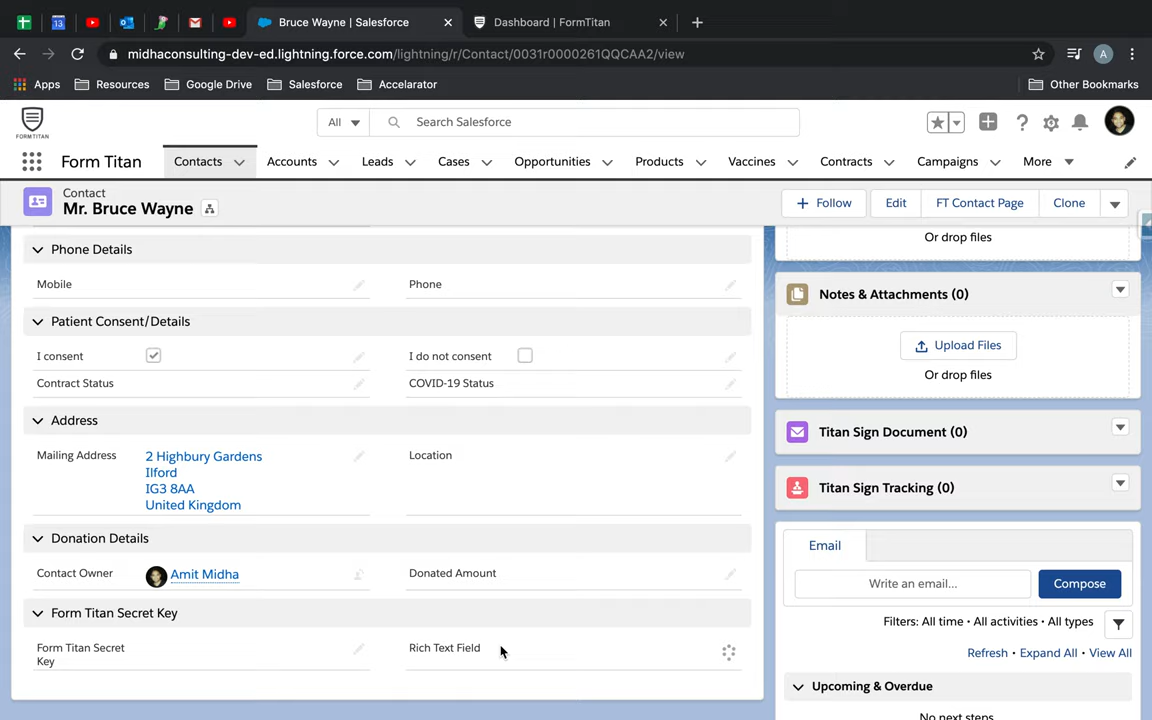 13
Bruce Wayne | Salesforce
Dashboard | FormTitan
midhaconsulting-dev-ed.lightning.force.com/lightning/r/Contact/0031r0000261QQCAA2/view
A
Apps
Resources
Google Drive
Salesforce
Accelarator
Other Bookmarks
FORMTITAN
All
Search Salesforce
Form Titan
Contacts
Accounts
Leads
Cases
Opportunities
Products
Vaccines
Contracts
Campaigns
More
Contact
Mr. Bruce Wayne
Follow
Edit
FT Contact Page
Clone
Phone Details
Mobile
Phone
Patient Consent/Details
I consent
I do not consent
Contract Status
COVID-19 Status
Address
Mailing Address
2 Highbury Gardens
Ilford
IG3 8AA
United Kingdom
Location
Donation Details
Contact Owner
Amit Midha
Donated Amount
Form Titan Secret Key
Form Titan Secret
Key
Rich Text Field
Or drop files
Notes & Attachments (0)
Upload Files
Or drop files
Titan Sign Document (0)
Titan Sign Tracking (0)
Email
Write an email...
Compose
Filters: All time • All activities • All types
Refresh • Expand All • View All
Upcoming & Overdue
No next steps